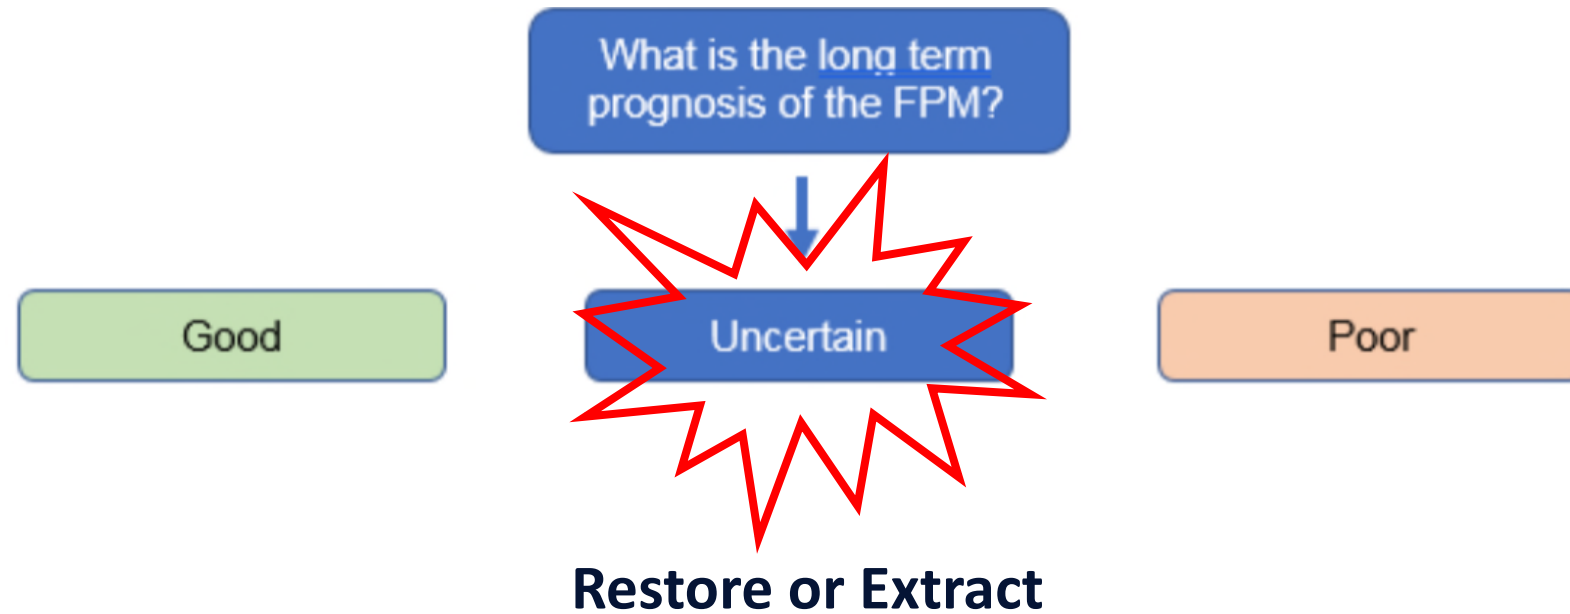 What is the long term
prognosis of the FPM?
Good
Uncertain
Poor
Restore or Extract